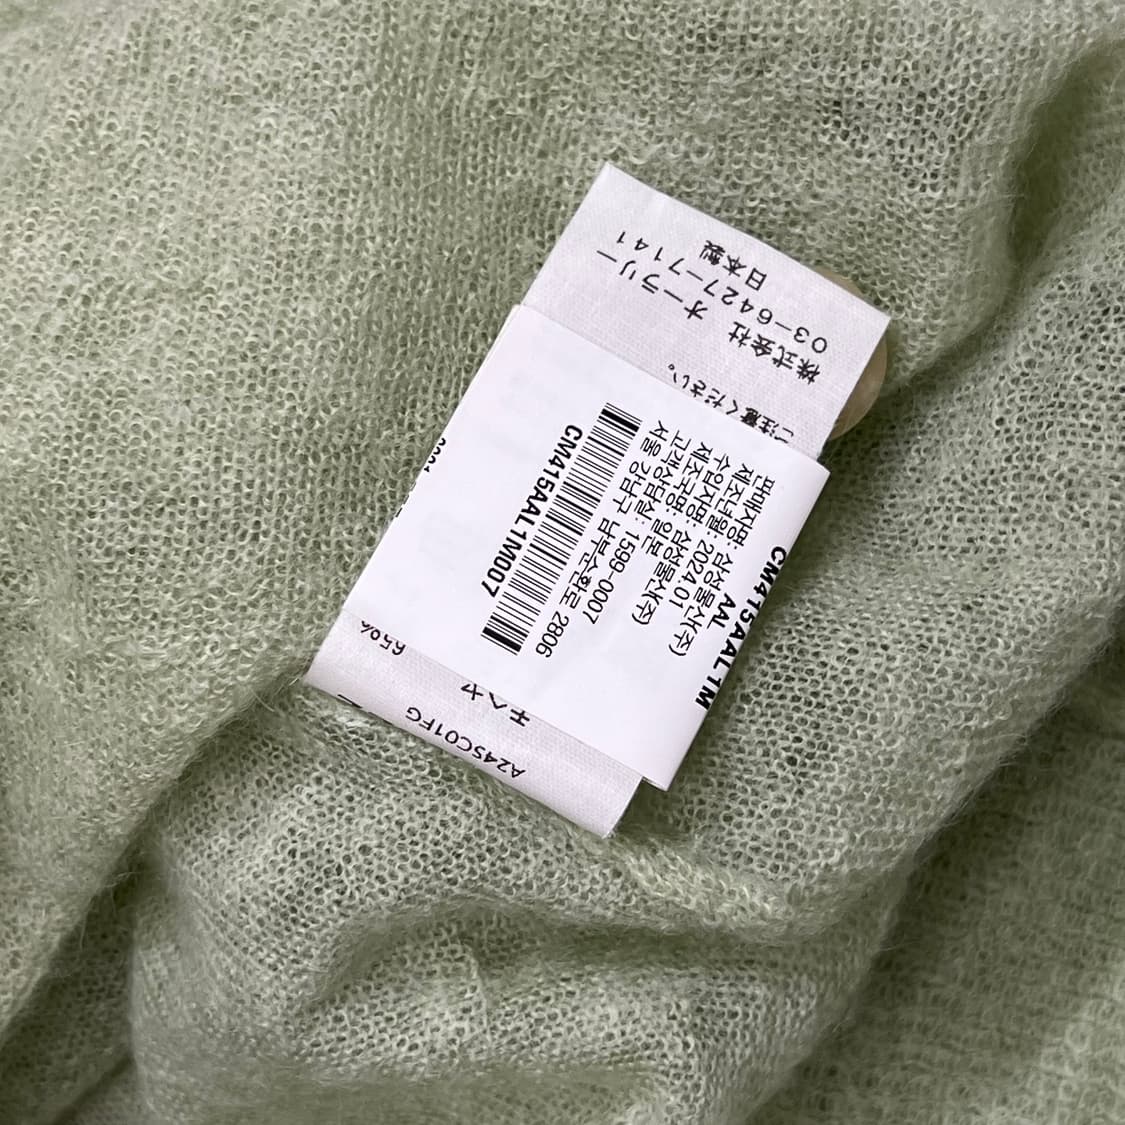 A24SC01FG
モヘヤ
65%
ご注意ください。
株式会社 オーラリー
03-6427-7141
日本製
CM415AAL1M
AAL
판매자명: 삼성물산(주)
제조년월: 2024.01
수입자명: 삼성물산(주)
제조국명: 일본
고객상담실: 1599-0007
서울 강남구 남부순환로 2806
CM415AAL1M007